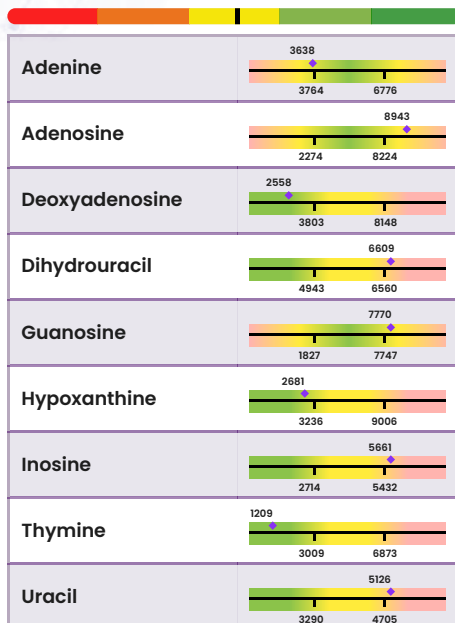 3638
Adenine
3764 6776
8943
Adenosine
2274 8224
2558
Deoxyadenosine
3803 8148
6609
Dihydrouracil
4943 6560
7770
Guanosine
1827 7747
2681
Hypoxanthine
3236 9006
5661
Inosine
2714 5432
1209
Thymine
3009 6873
5126
Uracil
3290 4705